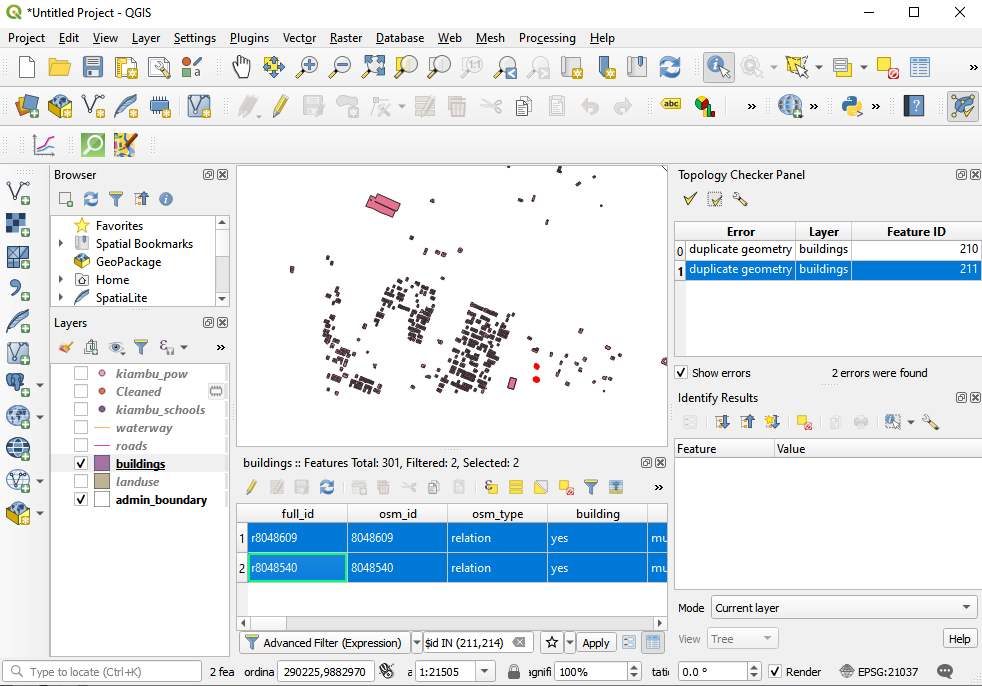 *Untitled Project - QGIS
Project Edit View Layer Settings Plugins Vector Raster Database Web Mesh Processing Help
1:1
»
abc
» » » ?
Browser
Favorites
Spatial Bookmarks
GeoPackage
Home
SpatiaLite
Layers
»
kiambu_pow
Cleaned
kiambu_schools
waterway
roads
buildings
landuse
admin_boundary
buildings :: Features Total: 301, Filtered: 2, Selected: 2
»
full_id osm_id osm_type building
1 r8048609 8048609 relation yes mu
2 r8048540 8048540 relation yes mu
Advanced Filter (Expression) $id IN (211,214) Apply
Topology Checker Panel
Error Layer Feature ID
0 duplicate geometry buildings 210
1 duplicate geometry buildings 211
Show errors 2 errors were found
Identify Results
Feature Value
Mode Current layer
View Tree Help
Type to locate (Ctrl+K) 2 fea ordina 290225,9882970 a 1:21505 agnifi 100% tatic 0.0 ° Render EPSG:21037